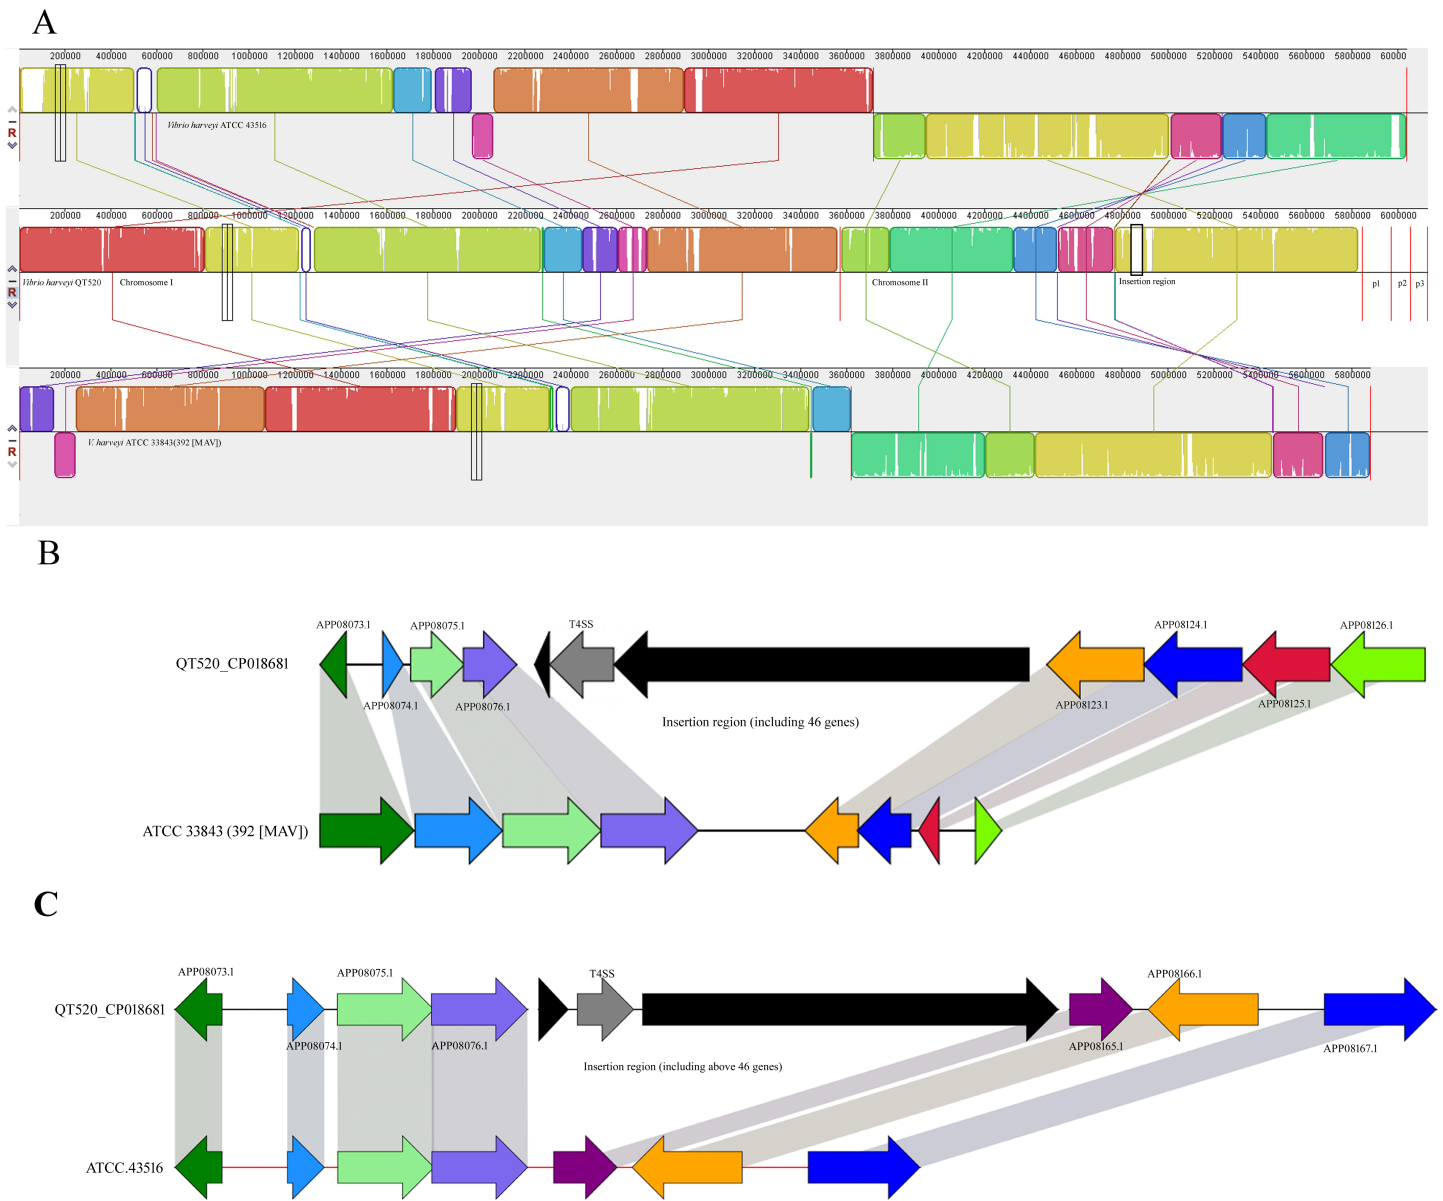 A
200000 400000 600000 800000 1000000 1200000 1400000 1600000 1800000 2000000 2200000 2400000 2600000 2800000 3000000 3200000 3400000 3600000 3800000 4000000 4200000 4400000 4600000 4800000 5000000 5200000 5400000 5600000 5800000 6000000
Vibrio harveyi ATCC 43516
R
200000 400000 600000 800000 1000000 1200000 1400000 1600000 1800000 2000000 2200000 2400000 2600000 2800000 3000000 3200000 3400000 3600000 3800000 4000000 4200000 4400000 4600000 4800000 5000000 5200000 5400000 5600000 5800000 6000000
R
Vibrio harveyi QT520 Chromosome I Chromosome II Insertion region p1 p2 p3
200000 400000 600000 800000 1000000 1200000 1400000 1600000 1800000 2000000 2200000 2400000 2600000 2800000 3000000 3200000 3400000 3600000 3800000 4000000 4200000 4400000 4600000 4800000 5000000 5200000 5400000 5600000 5800000
V. harveyi ATCC 33843(392 [MAV])
R
B
APP08073.1 APP08075.1 T4SS APP08124.1 APP08126.1
QT520_CP018681
APP08074.1 APP08076.1 APP08123.1 APP08125.1
Insertion region (including 46 genes)
ATCC 33843 (392 [MAV])
C
APP08073.1 APP08075.1 T4SS APP08166.1
QT520_CP018681
APP08074.1 APP08076.1 APP08165.1 APP08167.1
Insertion region (including above 46 genes)
ATCC.43516